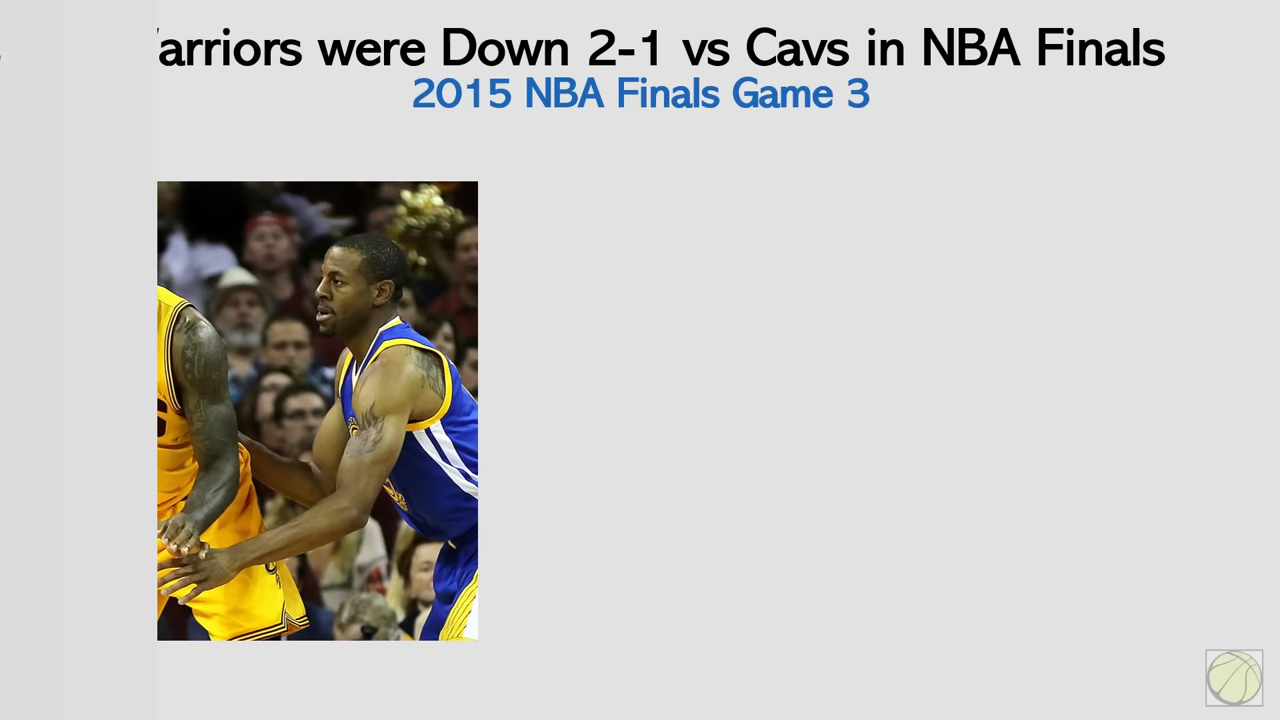 arriors were Down 2-1 vs Cavs in NBA Finals
2015 NBA Finals Game 3